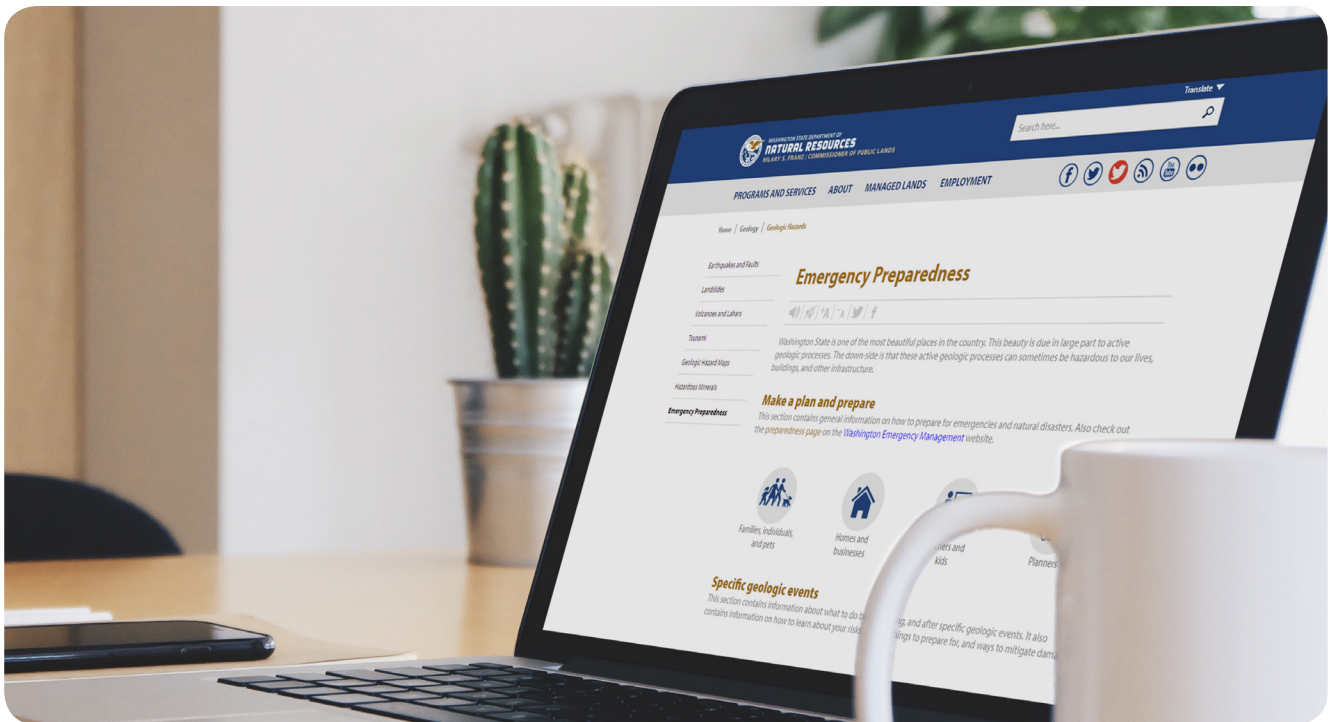 Translate
WASHINGTON STATE DEPARTMENT OF
NATURAL RESOURCES
HILARY S. FRANZ | COMMISSIONER OF PUBLIC LANDS
Search here...
PROGRAMS AND SERVICES ABOUT MANAGED LANDS EMPLOYMENT
Home | Geology | Geologic Hazards
Earthquakes and Faults
Landslides
Volcanoes and Lahars
Tsunami
Geologic Hazard Maps
Hazardous Minerals
Emergency Preparedness
Emergency Preparedness
Washington State is one of the most beautiful places in the country. This beauty is due in large part to active
geologic processes. The down-side is that these active geologic processes can sometimes be hazardous to our lives,
buildings, and other infrastructure.
Make a plan and prepare
This section contains general information on how to prepare for emergencies and natural disasters. Also check out
the preparedness page on the Washington Emergency Management website.
Families, individuals,
and pets
Homes and
businesses
and
kids
Planners
Specific geologic events
This section contains information about what to do and after specific geologic events. It also
contains information on how to learn about your risks to prepare for, and ways to mitigate